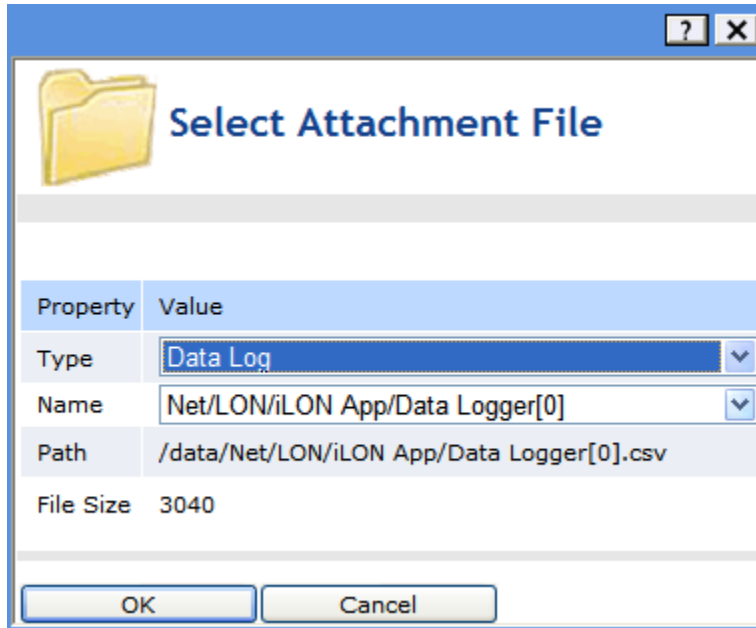 ?
Select Attachment File
Property Value
Type Data Log
Name Net/LON/iLON App/Data Logger[0]
Path /data/Net/LON/iLON App/Data Logger[0].csv
File Size 3040
OK Cancel